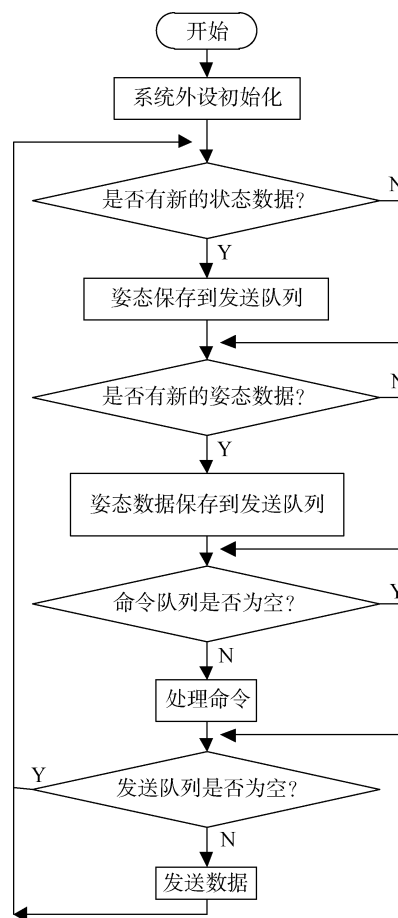 开始
系统外设初始化
是否有新的状态数据?
N
Y
姿态保存到发送队列
是否有新的姿态数据?
N
Y
姿态数据保存到发送队列
命令队列是否为空?
Y
N
处理命令
Y
发送队列是否为空?
N
发送数据